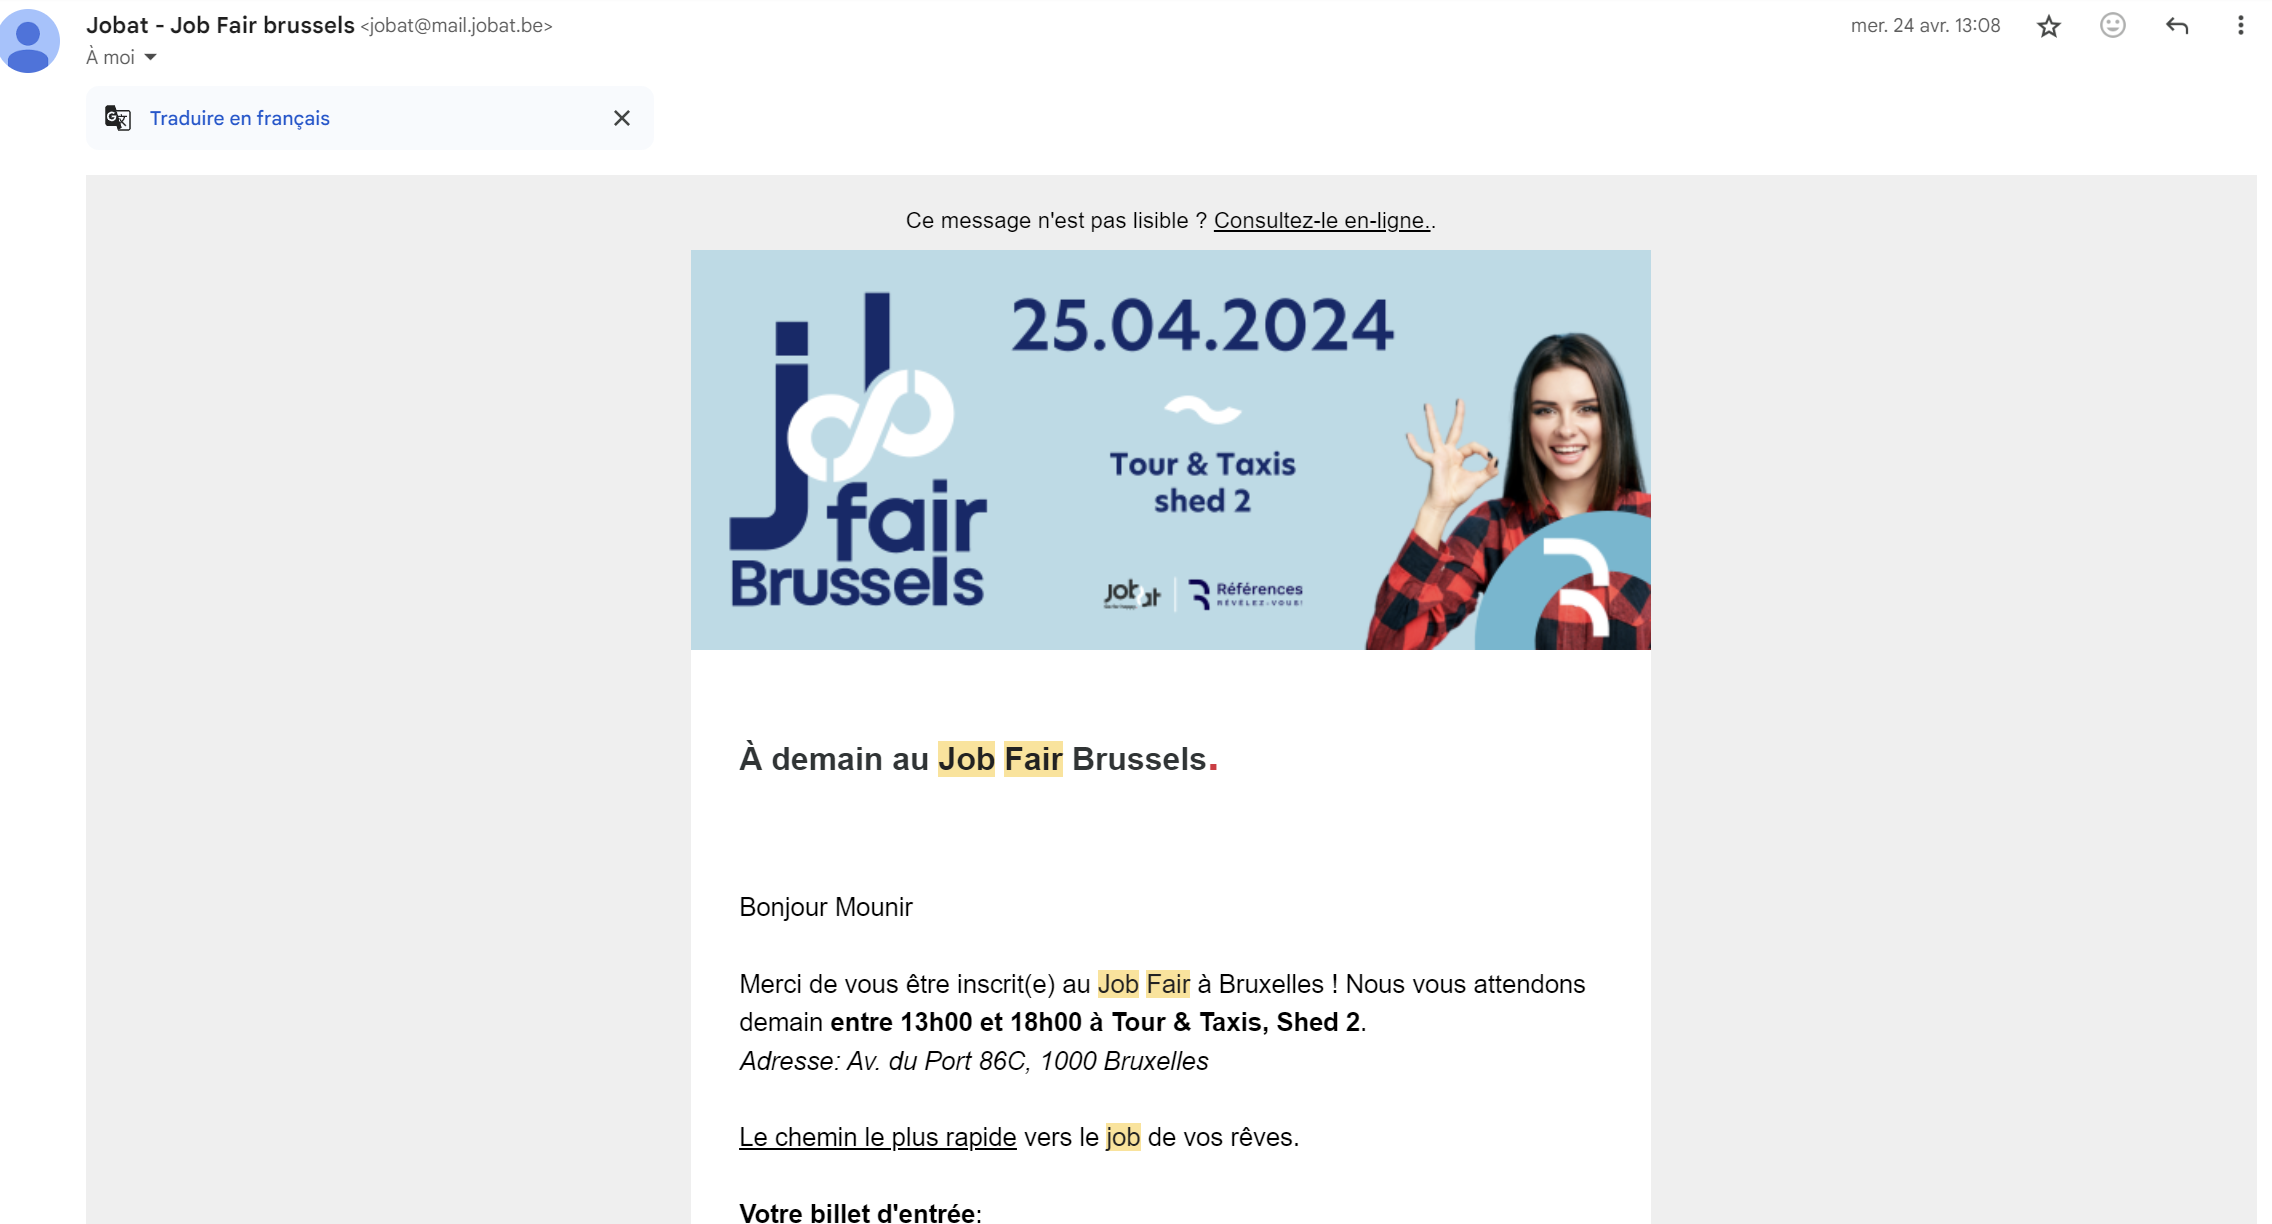 Jobat - Job Fair brussels <jobat@mail.jobat.be>
mer. 24 avr. 13:08
À moi
Traduire en français
Ce message n'est pas lisible ? Consultez-le en-ligne..
25.04.2024
job
fair
Brussels
Tour & Taxis
shed 2
jobat
Références
RÉVÉLEZ-VOUS!
À demain au Job Fair Brussels.
Bonjour Mounir
Merci de vous être inscrit(e) au Job Fair à Bruxelles ! Nous vous attendons
demain entre 13h00 et 18h00 à Tour & Taxis, Shed 2.
Adresse: Av. du Port 86C, 1000 Bruxelles
Le chemin le plus rapide vers le job de vos rêves.
Votre billet d'entrée: